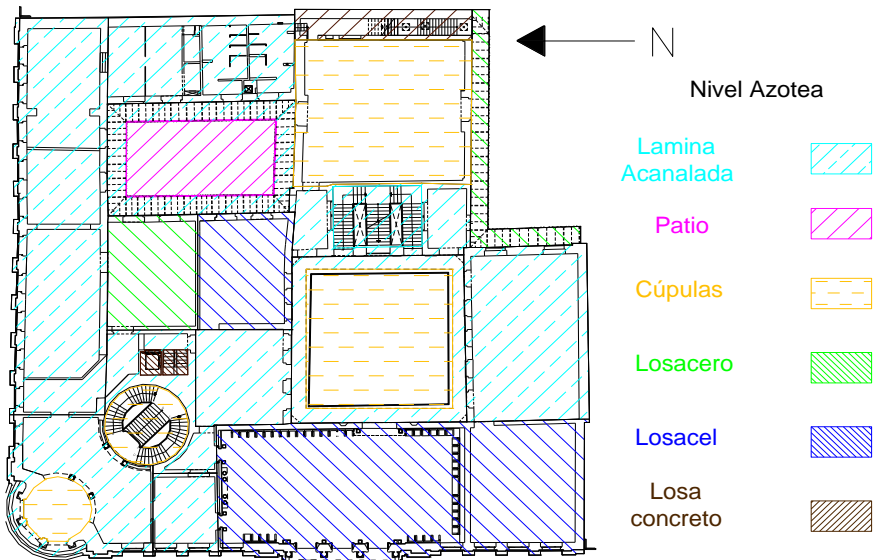 N
Nivel Azotea
Lamina
Acanalada
Patio
Cúpulas
Losacero
Losacel
Losa
concreto